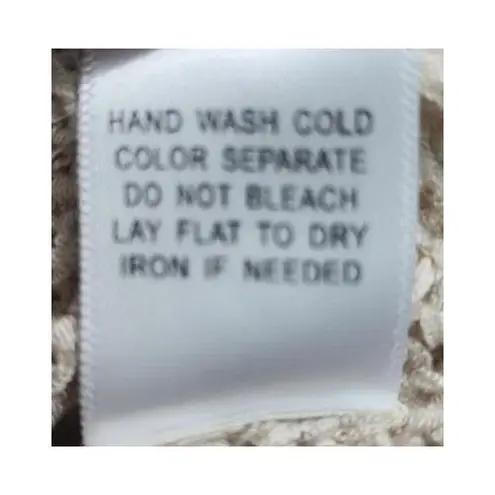 HAND WASH COLD
COLOR SEPARATE
DO NOT BLEACH
LAY FLAT TO DRY
IRON IF NEEDED